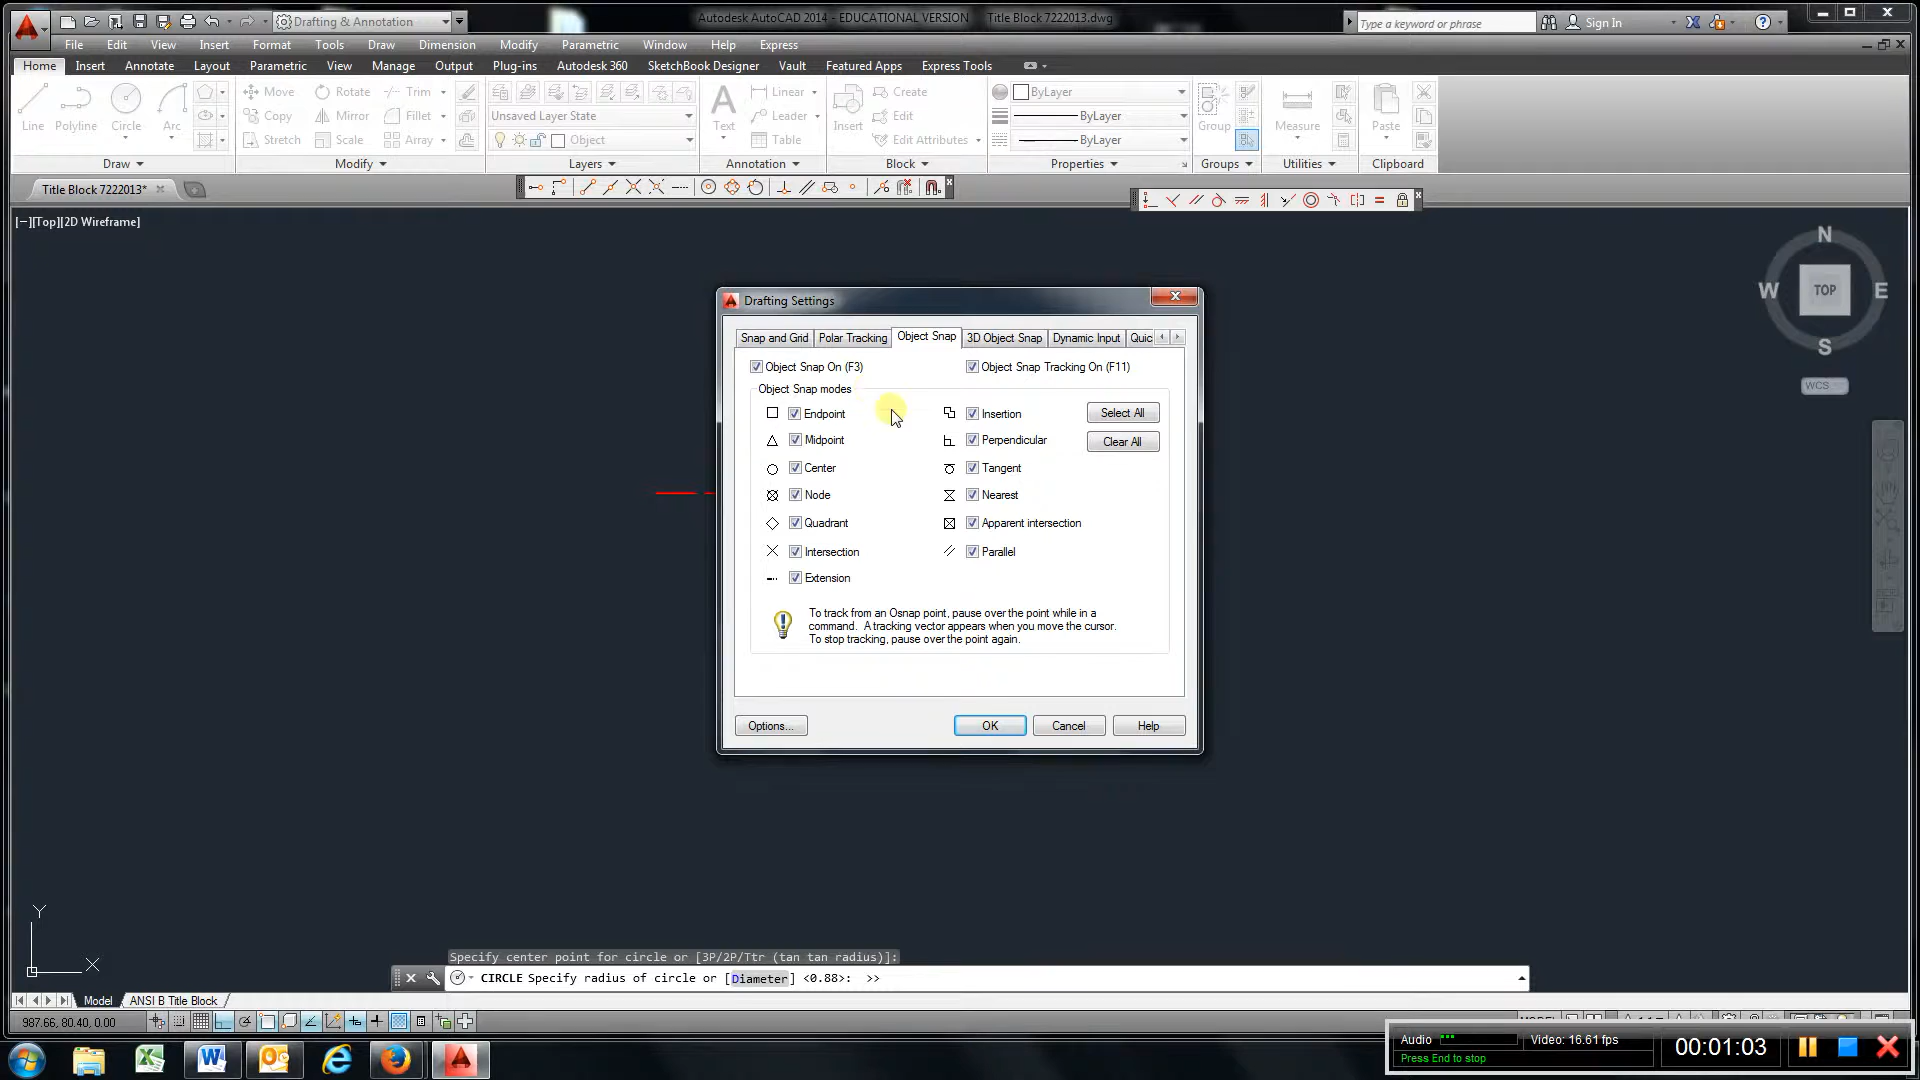 Drafting & Annotation
Autodesk AutoCAD 2014 - EDUCATIONAL VERSION Title Block 7222013.dwg
Type a keyword or phrase
Sign In
File Edit View Insert Format Tools Draw Dimension Modify Parametric Window Help Express
Home Insert Annotate Layout Parametric View Manage Output Plug-ins Autodesk 360 SketchBook Designer Vault Featured Apps Express Tools
Move Rotate Trim
Unsaved Layer State
Linear
Create
ByLayer
Line Polyline Circle Arc
Copy Mirror Fillet
Text
Leader
Insert
Edit
ByLayer
Group
Measure
Paste
Stretch Scale Array
Object
Table
Edit Attributes
ByLayer
Draw Modify Layers Annotation Block Properties Groups Utilities Clipboard
Title Block 7222013*
[−][Top][2D Wireframe]
N
W TOP E
S
WCS
Drafting Settings
Snap and Grid Polar Tracking Object Snap 3D Object Snap Dynamic Input Quic
Object Snap On (F3) Object Snap Tracking On (F11)
Object Snap modes
Endpoint Insertion Select All
Midpoint Perpendicular Clear All
Center Tangent
Node Nearest
Quadrant Apparent intersection
Intersection Parallel
Extension
To track from an Osnap point, pause over the point while in a
command. A tracking vector appears when you move the cursor.
To stop tracking, pause over the point again.
Options... OK Cancel Help
Y
X
Specify center point for circle or [3P/2P/Ttr (tan tan radius)]:
CIRCLE Specify radius of circle or [Diameter] <0.88>: >>
Model ANSI B Title Block
987.66, 80.40, 0.00
Audio Video: 16.61 fps
Press End to stop
00:01:03